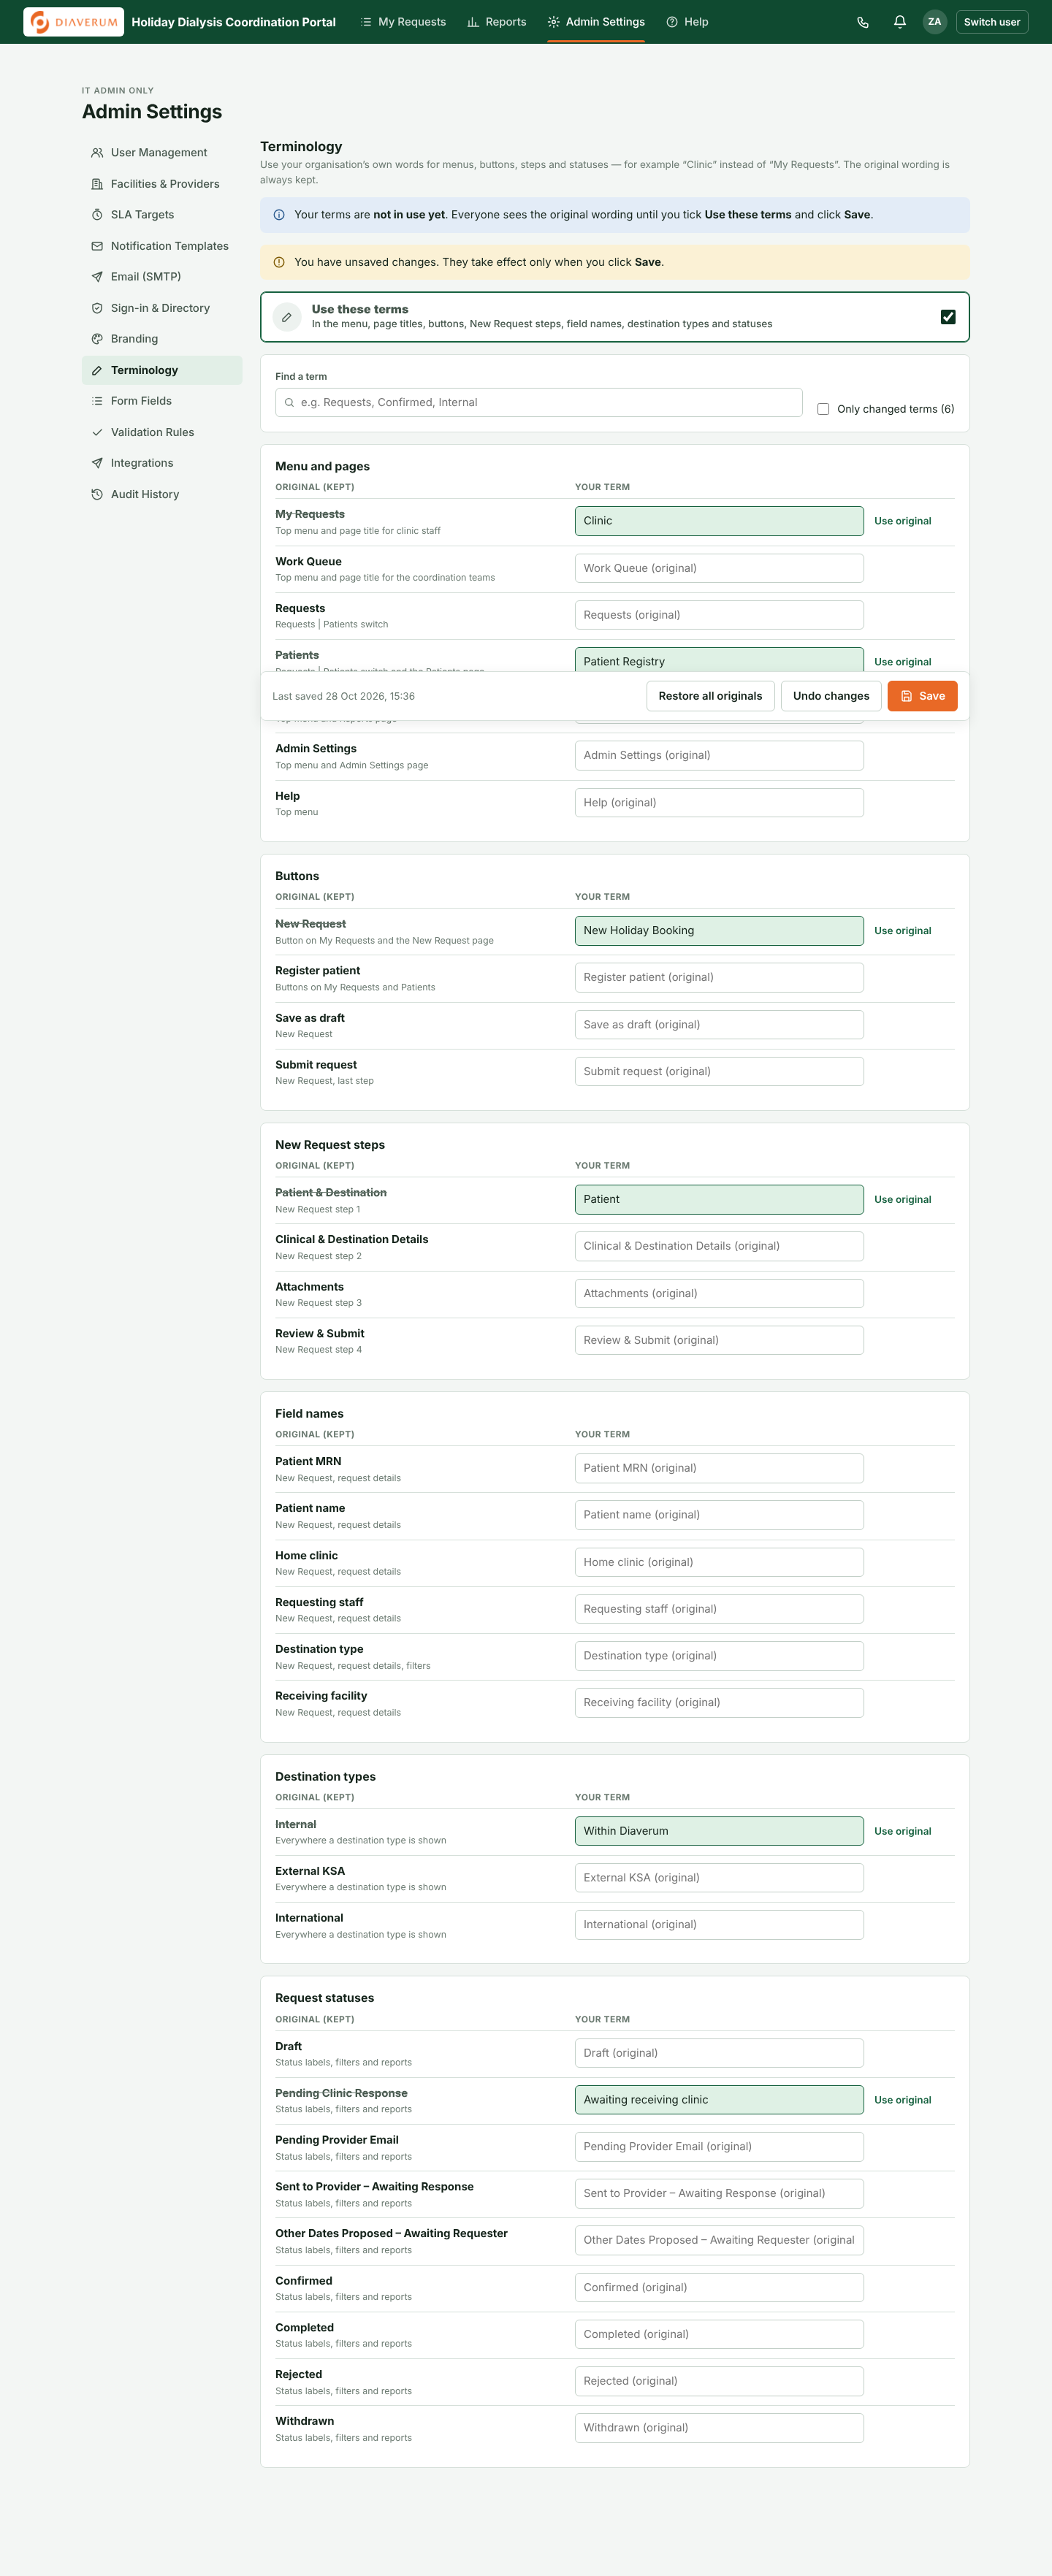 DIAVERUM
Holiday Dialysis Coordination Portal
My Requests
Reports
Admin Settings
Help
ZA
Switch user
IT ADMIN ONLY
Admin Settings
User Management
Facilities & Providers
SLA Targets
Notification Templates
Email (SMTP)
Sign-in & Directory
Branding
Terminology
Form Fields
Validation Rules
Integrations
Audit History
Terminology
Use your organisation’s own words for menus, buttons, steps and statuses — for example “Clinic” instead of “My Requests”. The original wording is
always kept.
Your terms are not in use yet. Everyone sees the original wording until you tick Use these terms and click Save.
You have unsaved changes. They take effect only when you click Save.
Use these terms
In the menu, page titles, buttons, New Request steps, field names, destination types and statuses
Find a term
e.g. Requests, Confirmed, Internal
Only changed terms (6)
Menu and pages
ORIGINAL (KEPT) YOUR TERM
My Requests
Clinic
Use original
Top menu and page title for clinic staff
Work Queue
Work Queue (original)
Top menu and page title for the coordination teams
Requests
Requests (original)
Requests | Patients switch
Patients
Patient Registry
Use original
Requests | Patients switch and the Patients page
Last saved 28 Oct 2026, 15:36
Restore all originals
Undo changes
Save
Top menu and Reports page
Admin Settings
Admin Settings (original)
Top menu and Admin Settings page
Help
Help (original)
Top menu
Buttons
ORIGINAL (KEPT) YOUR TERM
New Request
New Holiday Booking
Use original
Button on My Requests and the New Request page
Register patient
Register patient (original)
Buttons on My Requests and Patients
Save as draft
Save as draft (original)
New Request
Submit request
Submit request (original)
New Request, last step
New Request steps
ORIGINAL (KEPT) YOUR TERM
Patient & Destination
Patient
Use original
New Request step 1
Clinical & Destination Details
Clinical & Destination Details (original)
New Request step 2
Attachments
Attachments (original)
New Request step 3
Review & Submit
Review & Submit (original)
New Request step 4
Field names
ORIGINAL (KEPT) YOUR TERM
Patient MRN
Patient MRN (original)
New Request, request details
Patient name
Patient name (original)
New Request, request details
Home clinic
Home clinic (original)
New Request, request details
Requesting staff
Requesting staff (original)
New Request, request details
Destination type
Destination type (original)
New Request, request details, filters
Receiving facility
Receiving facility (original)
New Request, request details
Destination types
ORIGINAL (KEPT) YOUR TERM
Internal
Within Diaverum
Use original
Everywhere a destination type is shown
External KSA
External KSA (original)
Everywhere a destination type is shown
International
International (original)
Everywhere a destination type is shown
Request statuses
ORIGINAL (KEPT) YOUR TERM
Draft
Draft (original)
Status labels, filters and reports
Pending Clinic Response
Awaiting receiving clinic
Use original
Status labels, filters and reports
Pending Provider Email
Pending Provider Email (original)
Status labels, filters and reports
Sent to Provider – Awaiting Response
Sent to Provider – Awaiting Response (original)
Status labels, filters and reports
Other Dates Proposed – Awaiting Requester
Other Dates Proposed – Awaiting Requester (original
Status labels, filters and reports
Confirmed
Confirmed (original)
Status labels, filters and reports
Completed
Completed (original)
Status labels, filters and reports
Rejected
Rejected (original)
Status labels, filters and reports
Withdrawn
Withdrawn (original)
Status labels, filters and reports